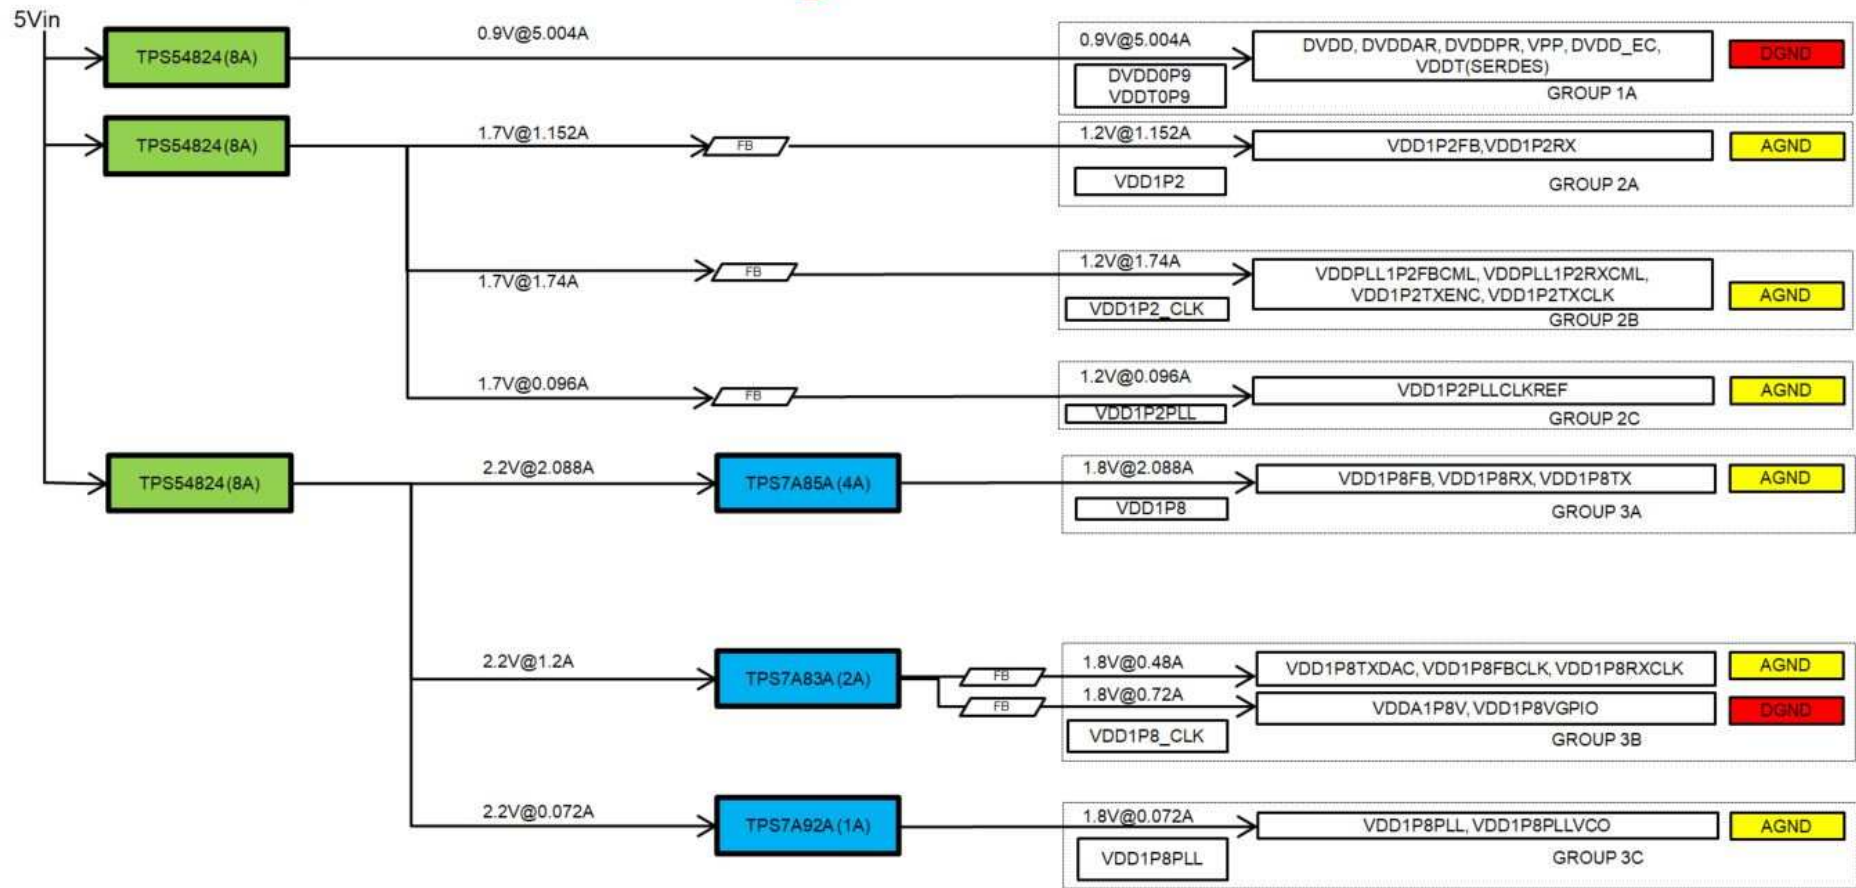 5Vin
TPS54824(8A)
0.9V@5.004A
0.9V@5.004A
DVDD0P9
VDDT0P9
DVDD, DVDDAR, DVDDPR, VPP, DVDD_EC,
VDDT(SERDES)
DGND
GROUP 1A
TPS54824(8A)
1.7V@1.152A
FB
1.2V@1.152A
VDD1P2
VDD1P2FB,VDD1P2RX
AGND
GROUP 2A
1.7V@1.74A
FB
1.2V@1.74A
VDD1P2_CLK
VDDPLL1P2FBCML, VDDPLL1P2RXCML,
VDD1P2TXENC, VDD1P2TXCLK
AGND
GROUP 2B
1.7V@0.096A
FB
1.2V@0.096A
VDD1P2PLL
VDD1P2PLLCLKREF
AGND
GROUP 2C
TPS54824(8A)
2.2V@2.088A
TPS7A85A(4A)
1.8V@2.088A
VDD1P8
VDD1P8FB, VDD1P8RX, VDD1P8TX
AGND
GROUP 3A
2.2V@1.2A
TPS7A83A(2A)
FB
1.8V@0.48A
VDD1P8TXDAC, VDD1P8FBCLK, VDD1P8RXCLK
AGND
FB
1.8V@0.72A
VDDA1P8V, VDD1P8VGPIO
DGND
VDD1P8_CLK
GROUP 3B
2.2V@0.072A
TPS7A92A(1A)
1.8V@0.072A
VDD1P8PLL
VDD1P8PLL, VDD1P8PLLVCO
AGND
GROUP 3C